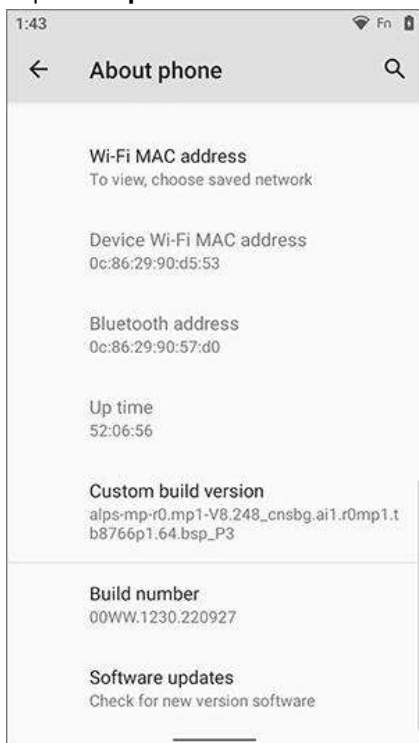 1:43 Fn
About phone
Wi-Fi MAC address
To view, choose saved network
Device Wi-Fi MAC address
0c:86:29:90:d5:53
Bluetooth address
0c:86:29:90:57:d0
Up time
52:06:56
Custom build version
alps-mp-r0.mp1-V8.248_cnsbg.ai1.r0mp1.t
b8766p1.64.bsp_P3
Build number
00WW.1230.220927
Software updates
Check for new version software